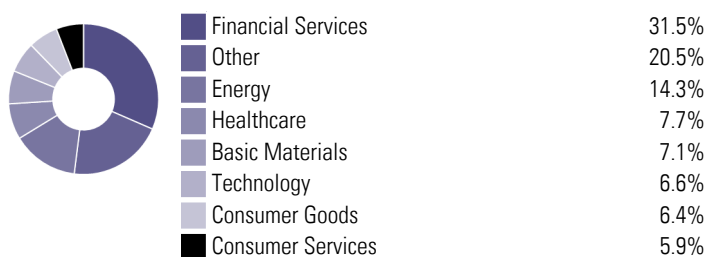 Financial Services 31.5%
Other 20.5%
Energy 14.3%
Healthcare 7.7%
Basic Materials 7.1%
Technology 6.6%
Consumer Goods 6.4%
Consumer Services 5.9%